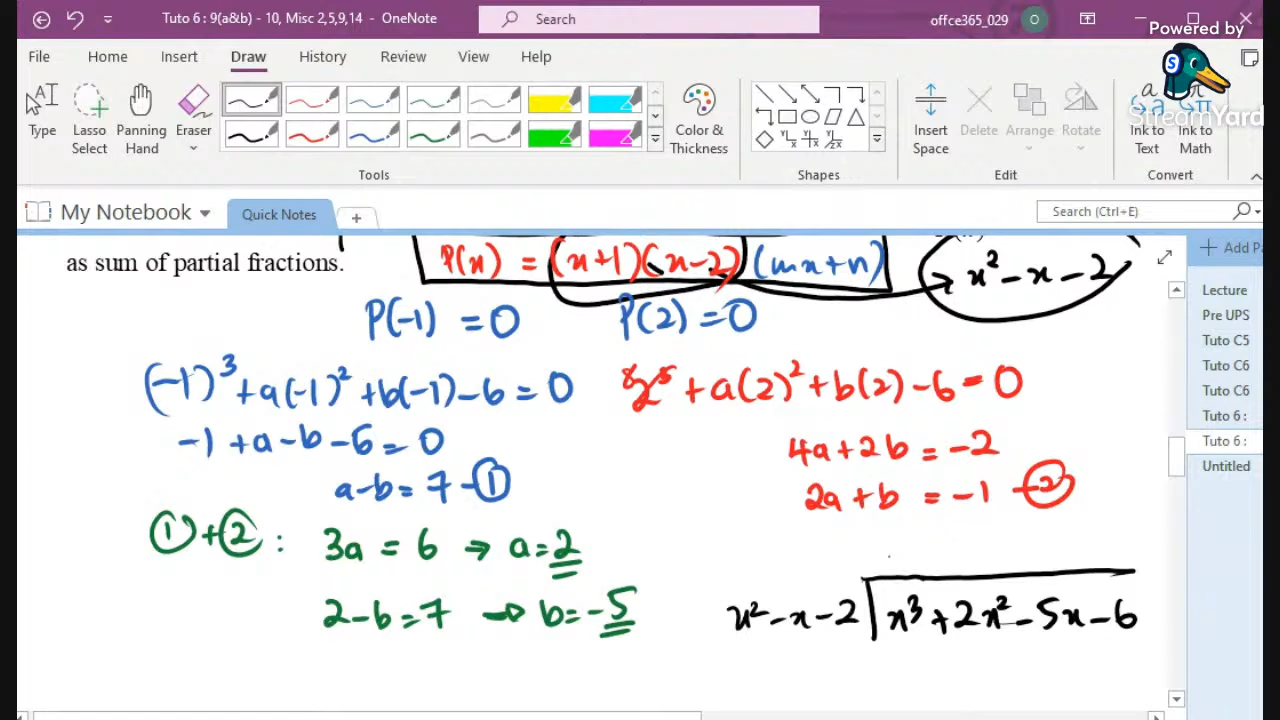 Tuto 6 : 9(a&b) - 10, Misc 2,5,9,14 - OneNote
Search
offce365_029
O
Powered by
StreamYard
File Home Insert Draw History Review View Help
Type
Lasso Select
Panning Hand
Eraser
Color & Thickness
Insert Space
Delete
Arrange
Rotate
Ink to Text
Ink to Math
Tools
Shapes
Edit
Convert
My Notebook
Quick Notes
Search (Ctrl+E)
as sum of partial fractions.
P(x) = (x+1)(x-2)(mx+n)
x² - x - 2
P(-1) = 0
P(2) = 0
(-1)³ + a(-1)² + b(-1) - 6 = 0
+ a(2)² + b(2) - 6 = 0
-1 + a - b - 6 = 0
4a + 2b = -2
a - b = 7 - ①
2a + b = -1 - ②
① + ② : 3a = 6 → a = 2
2 - b = 7 → b = -5
x² - x - 2 x³ + 2x² - 5x - 6
Add P
Lecture
Pre UPS
Tuto C5
Tuto C6
Tuto C6
Tuto 6 :
Tuto 6 :
Untitled